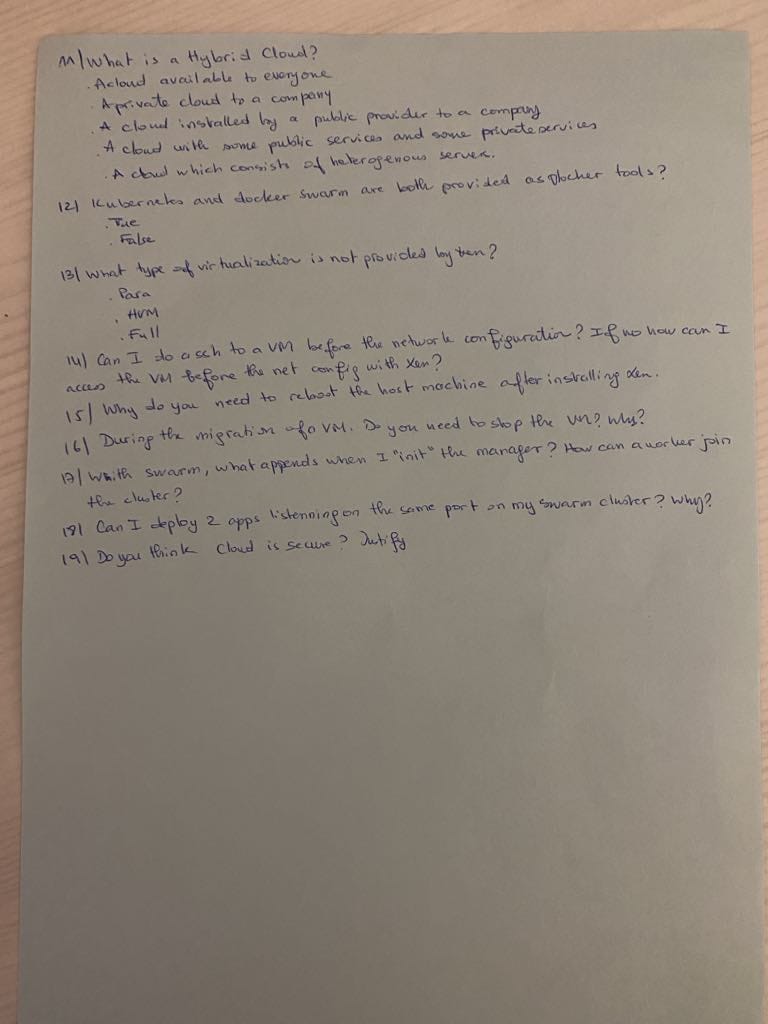 11/ What is a Hybrid Cloud?
. A cloud available to everyone
. A private cloud to a company
. A cloud installed by a public provider to a company
. A cloud with some public services and some private services
. A cloud which consists of heterogenous servers.
12/ Kubernetes and docker swarm are both provided as docker tools?
. True
. False
13/ What type of virtualization is not provided by xen?
. Para
. HVM
. Full
14/ Can I do a ssh to a VM before the network configuration? If no how can I
access the VM before the net config with Xen?
15/ Why do you need to reboot the host machine after installing Xen.
16/ During the migration of a VM. Do you need to stop the VM? Why?
17/ Whith swarm, what appends when I "init" the manager? How can a worker join
the cluster?
18/ Can I deploy 2 apps listenning on the same port on my swarm cluster? Why?
19/ Do you think Cloud is secure? Jutify